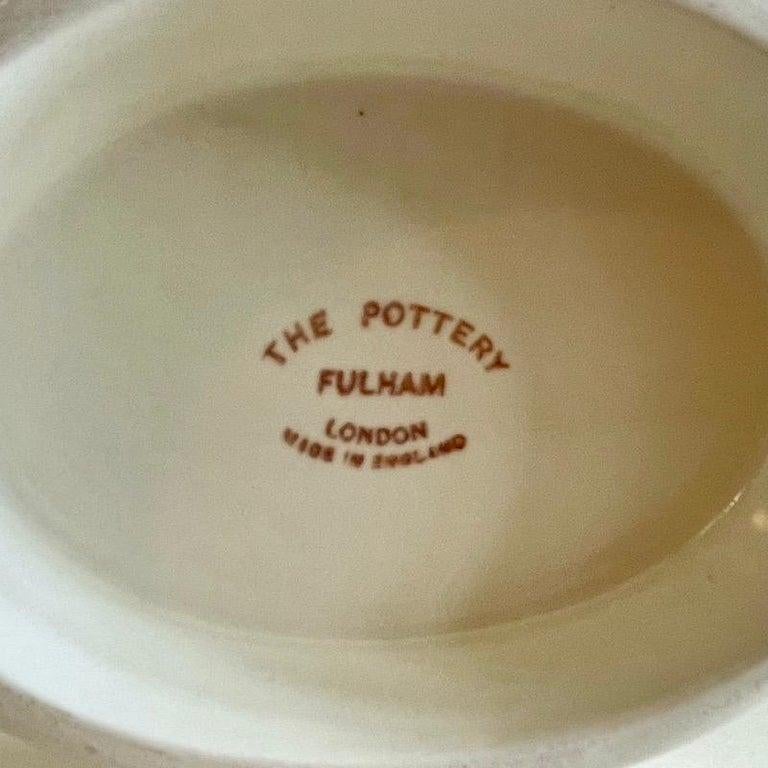 THE POTTERY
FULHAM
LONDON
MADE IN ENGLAND